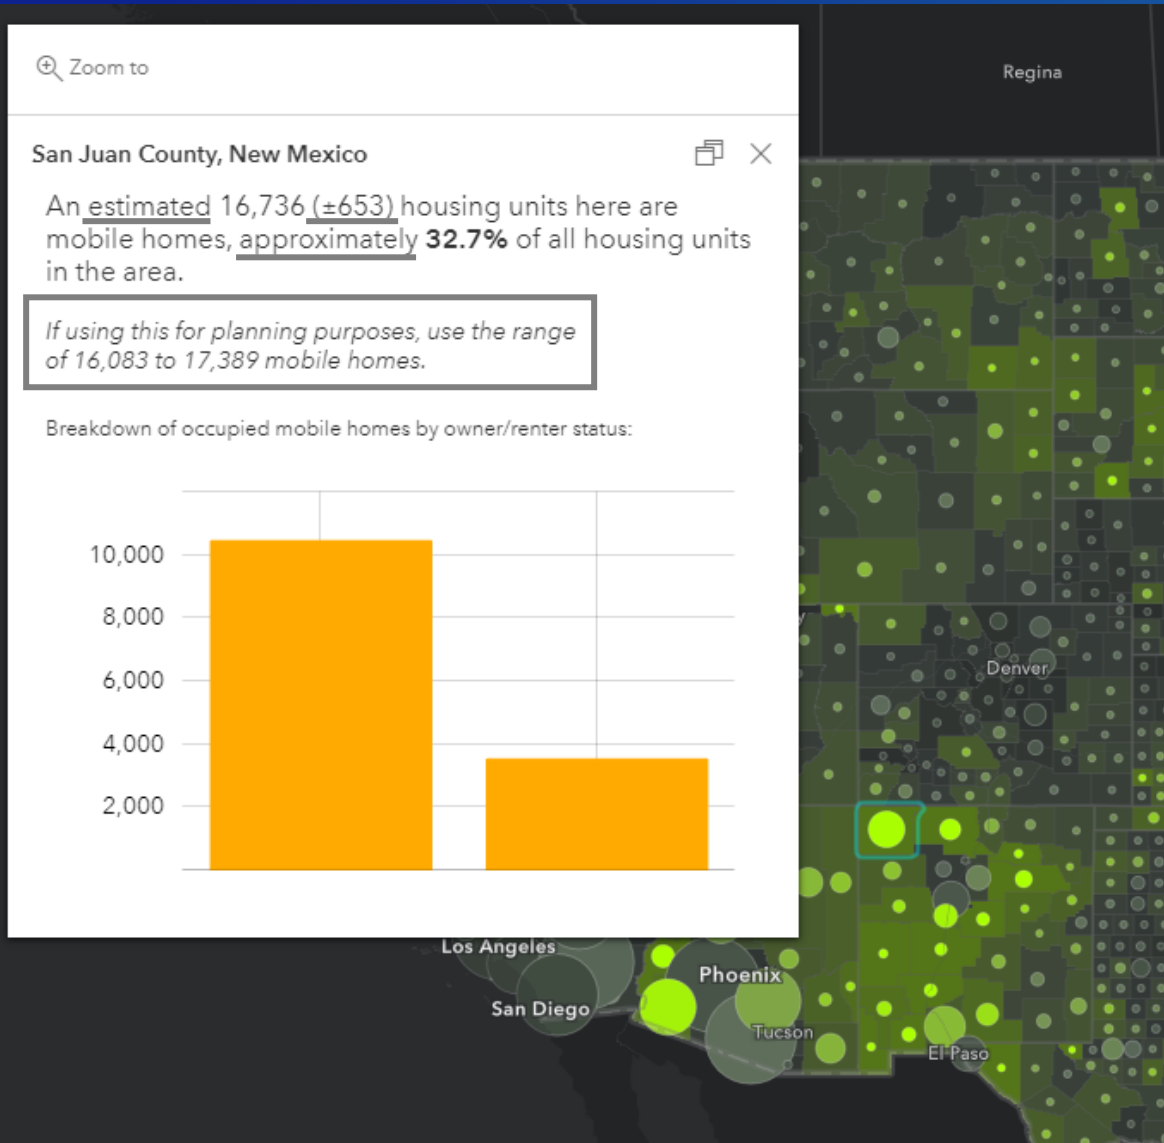 Zoom to
Regina
San Juan County, New Mexico
An estimated 16,736 (±653) housing units here are
mobile homes, approximately 32.7% of all housing units
in the area.
If using this for planning purposes, use the range
of 16,083 to 17,389 mobile homes.
Breakdown of occupied mobile homes by owner/renter status:
10,000
8,000
6,000
4,000
2,000
y
Denver
Los Angeles
Phoenix
San Diego
Tucson
El Paso